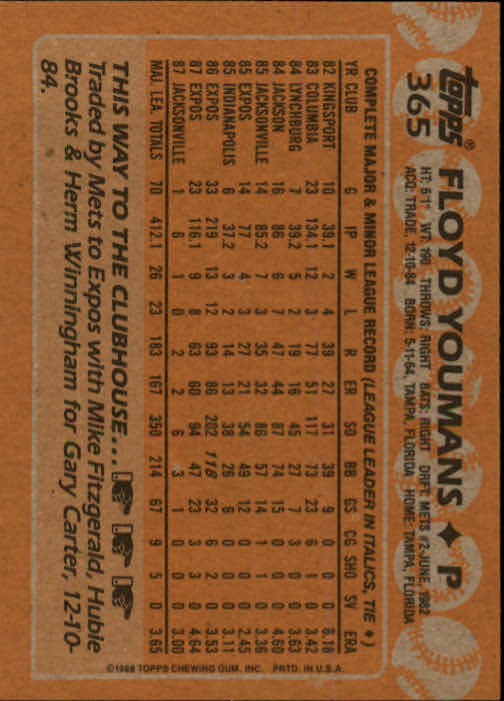 topps®
365
FLOYD YOUMANS ✦ P
HT: 5'11" WT: 190 THROWS: RIGHT BATS: RIGHT DRFT: METS #2-JUNE, 1982
ACQ: TRADE, 12-10-84 BORN: 5-11-64, TAMPA, FLORIDA HOME: TAMPA, FLORIDA
COMPLETE MAJOR & MINOR LEAGUE RECORD (LEAGUE LEADER IN ITALICS, TIE ♦)
YR CLUB G IP W L R ER SO BB GS CG SHO SV ERA
82 KINGSPORT 10 39.1 2 4 39 27 31 39 9 0 0 0 6.18
83 COLUMBIA 23 134.1 12 3 77 51 117 73 23 6 1 0 3.42
84 LYNCHBURG 7 39.2 5 2 19 16 45 27 7 3 0 0 3.63
84 JACKSON 16 86 6 7 47 44 87 74 15 0 0 0 4.60
85 JACKSONVILLE 14 85.2 7 3 35 32 86 57 14 1 1 0 3.36
85 EXPOS 14 77 4 3 27 21 54 49 12 0 0 0 2.45
85 INDIANAPOLIS 6 37.2 3 2 14 13 38 26 6 0 0 0 3.11
86 EXPOS 33 219 13 12 93 86 202 118 32 6 2 0 3.53
87 EXPOS 23 116.1 9 8 63 60 94 47 23 3 3 0 4.64
87 JACKSONVILLE 1 6 1 0 2 2 6 3 1 0 0 0 3.00
MAJ. LEA. TOTALS 70 412.1 26 23 183 167 350 214 67 9 5 0 3.65
THIS WAY TO THE CLUBHOUSE...
Traded by Mets to Expos with Mike Fitzgerald, Hubie
Brooks & Herm Winningham for Gary Carter, 12-10-
84.
©1988 TOPPS CHEWING GUM, INC. PRTD. IN U.S.A.